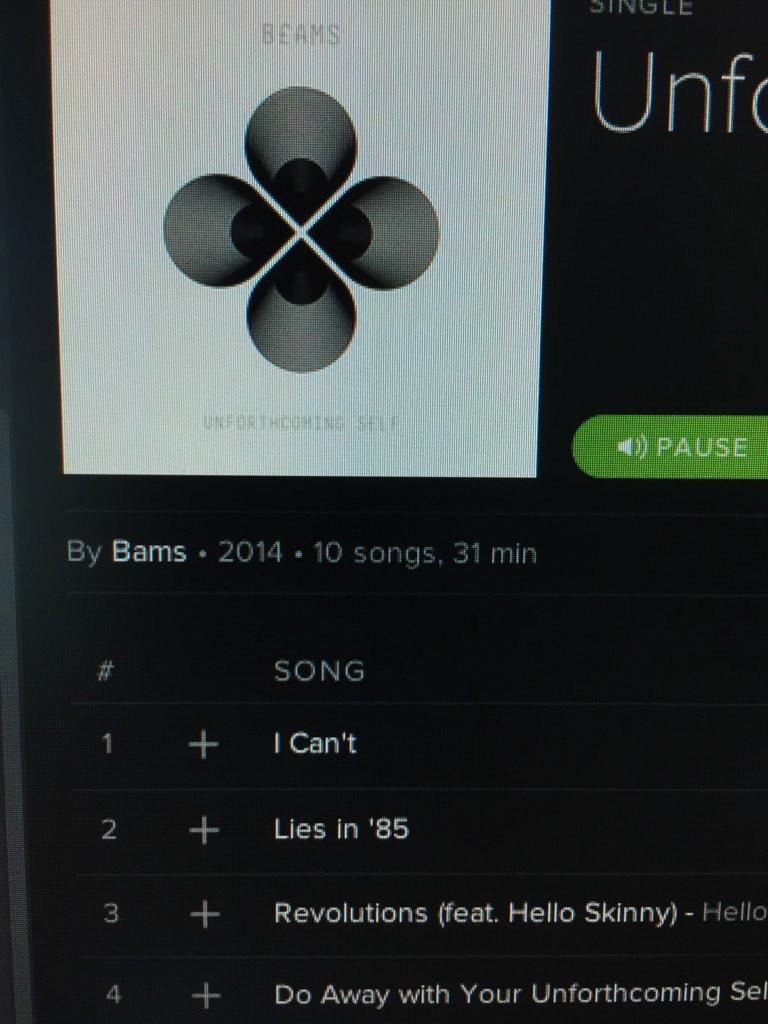 BEAMS
SINGLE
Unfo
UNFORTHCOMING SELF
PAUSE
By Bams • 2014 • 10 songs, 31 min
# SONG
1 + I Can't
2 + Lies in '85
3 + Revolutions (feat. Hello Skinny) - Hello
4 + Do Away with Your Unforthcoming Sel